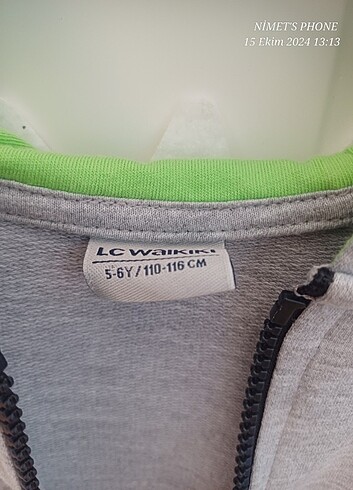 NİMET'S PHONE
15 Ekim 2024 13:13
LC WaiKiKi
5-6Y/110-116 CM